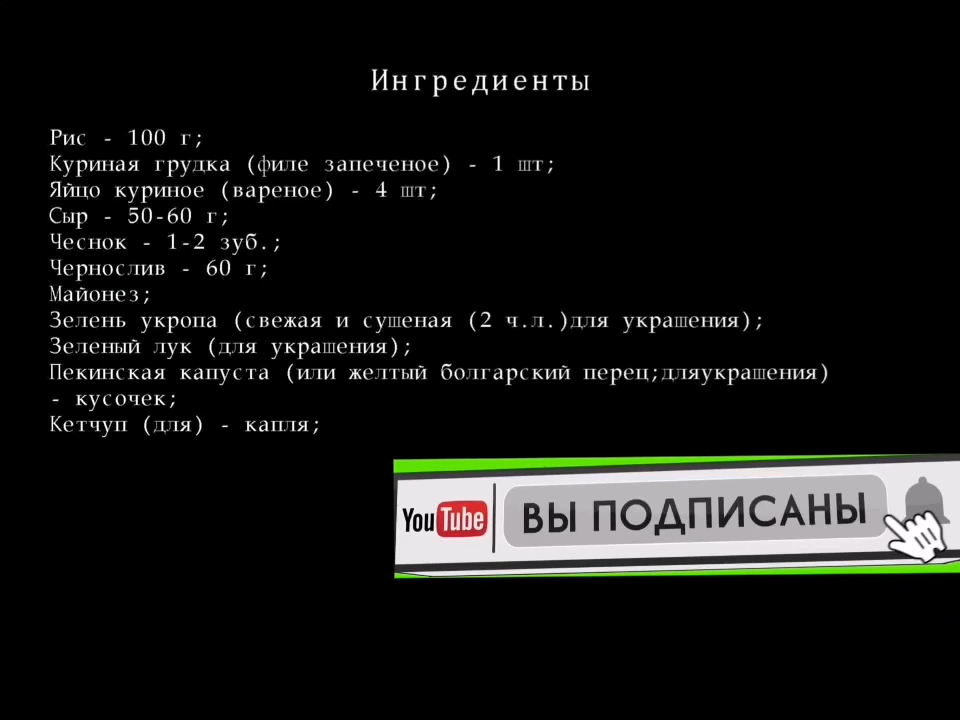 Ингредиенты
Рис - 100 г;
Куриная грудка (филе запеченое) - 1 шт;
Яйцо куриное (вареное) - 4 шт;
Сыр - 50-60 г;
Чеснок - 1-2 зуб.;
Чернослив - 60 г;
Майонез;
Зелень укропа (свежая и сушеная (2 ч.л.)для украшения);
Зеленый лук (для украшения);
Пекинская капуста (или желтый болгарский перец;дляукрашения)
- кусочек;
Кетчуп (для) - капля;
YouTube ВЫ ПОДПИСАНЫ